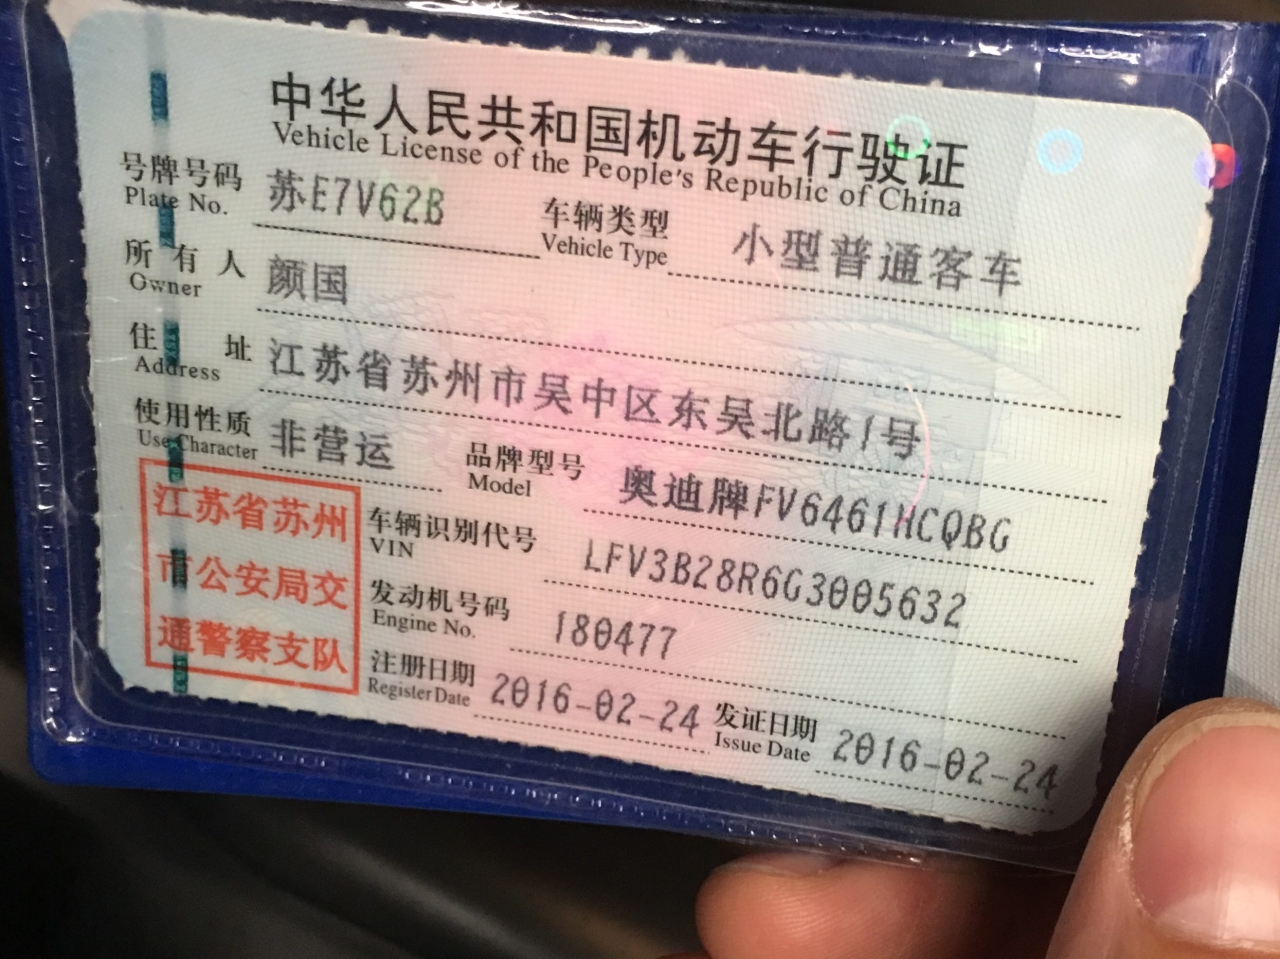 中华人民共和国机动车行驶证
Vehicle License of the People's Republic of China
号牌号码 苏E7V62B 车辆类型 小型普通客车
Plate No. Vehicle Type
所有人 颜国
Owner
住址 江苏省苏州市吴中区东吴北路1号
Address
使用性质 非营运 品牌型号 奥迪牌FV6461HCQBG
Use Character Model
江苏省苏州
市公安局交
通警察支队
车辆识别代号 LFV3B28R6G3005632
VIN
发动机号码 180477
Engine No.
注册日期 2016-02-24 发证日期 2016-02-24
Register Date Issue Date